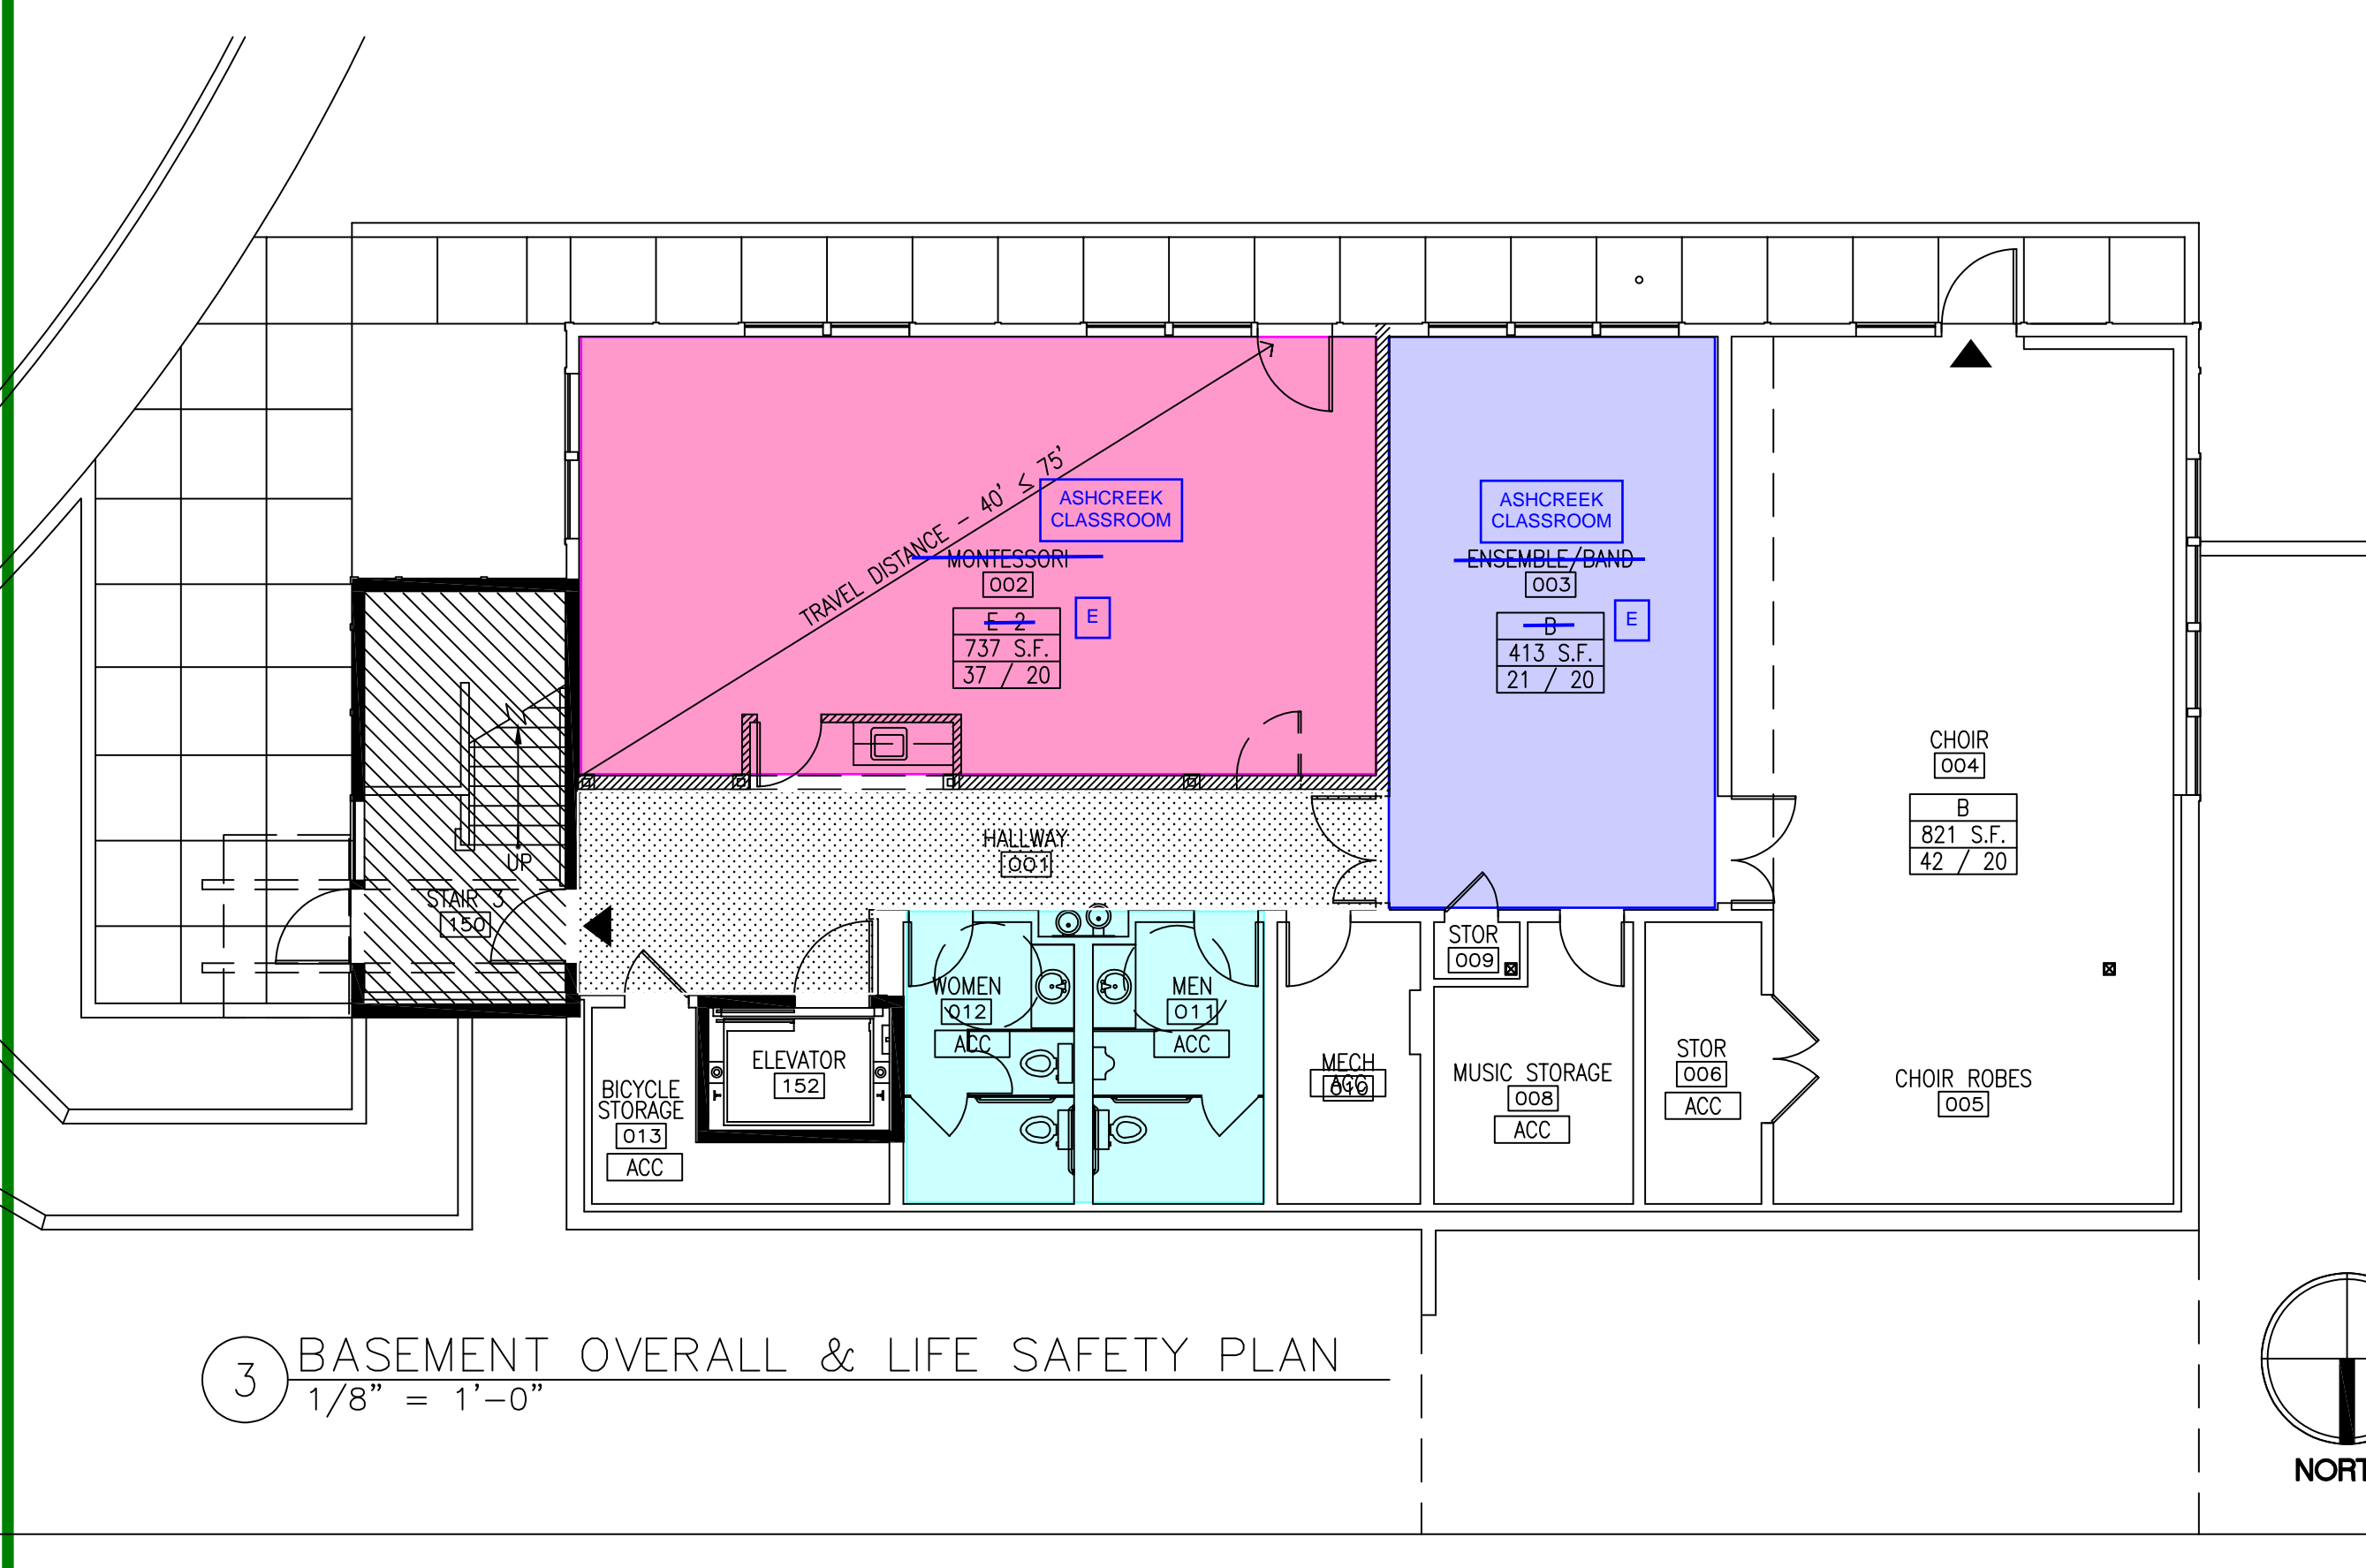 TRAVEL DISTANCE - 40' ≤ 75'
ASHCREEK
CLASSROOM
MONTESSORI
002
E 2
E
737 S.F.
37 / 20
ASHCREEK
CLASSROOM
ENSEMBLE/BAND
003
B
E
413 S.F.
21 / 20
CHOIR
004
B
821 S.F.
42 / 20
HALLWAY
001
UP
STAIR 3
150
STOR
009
WOMEN
012
ACC
MEN
011
ACC
ELEVATOR
152
BICYCLE
STORAGE
013
ACC
MECH
010
ACC
MUSIC STORAGE
008
ACC
STOR
006
ACC
CHOIR ROBES
005
3
BASEMENT OVERALL & LIFE SAFETY PLAN
1/8" = 1'-0"
NORT